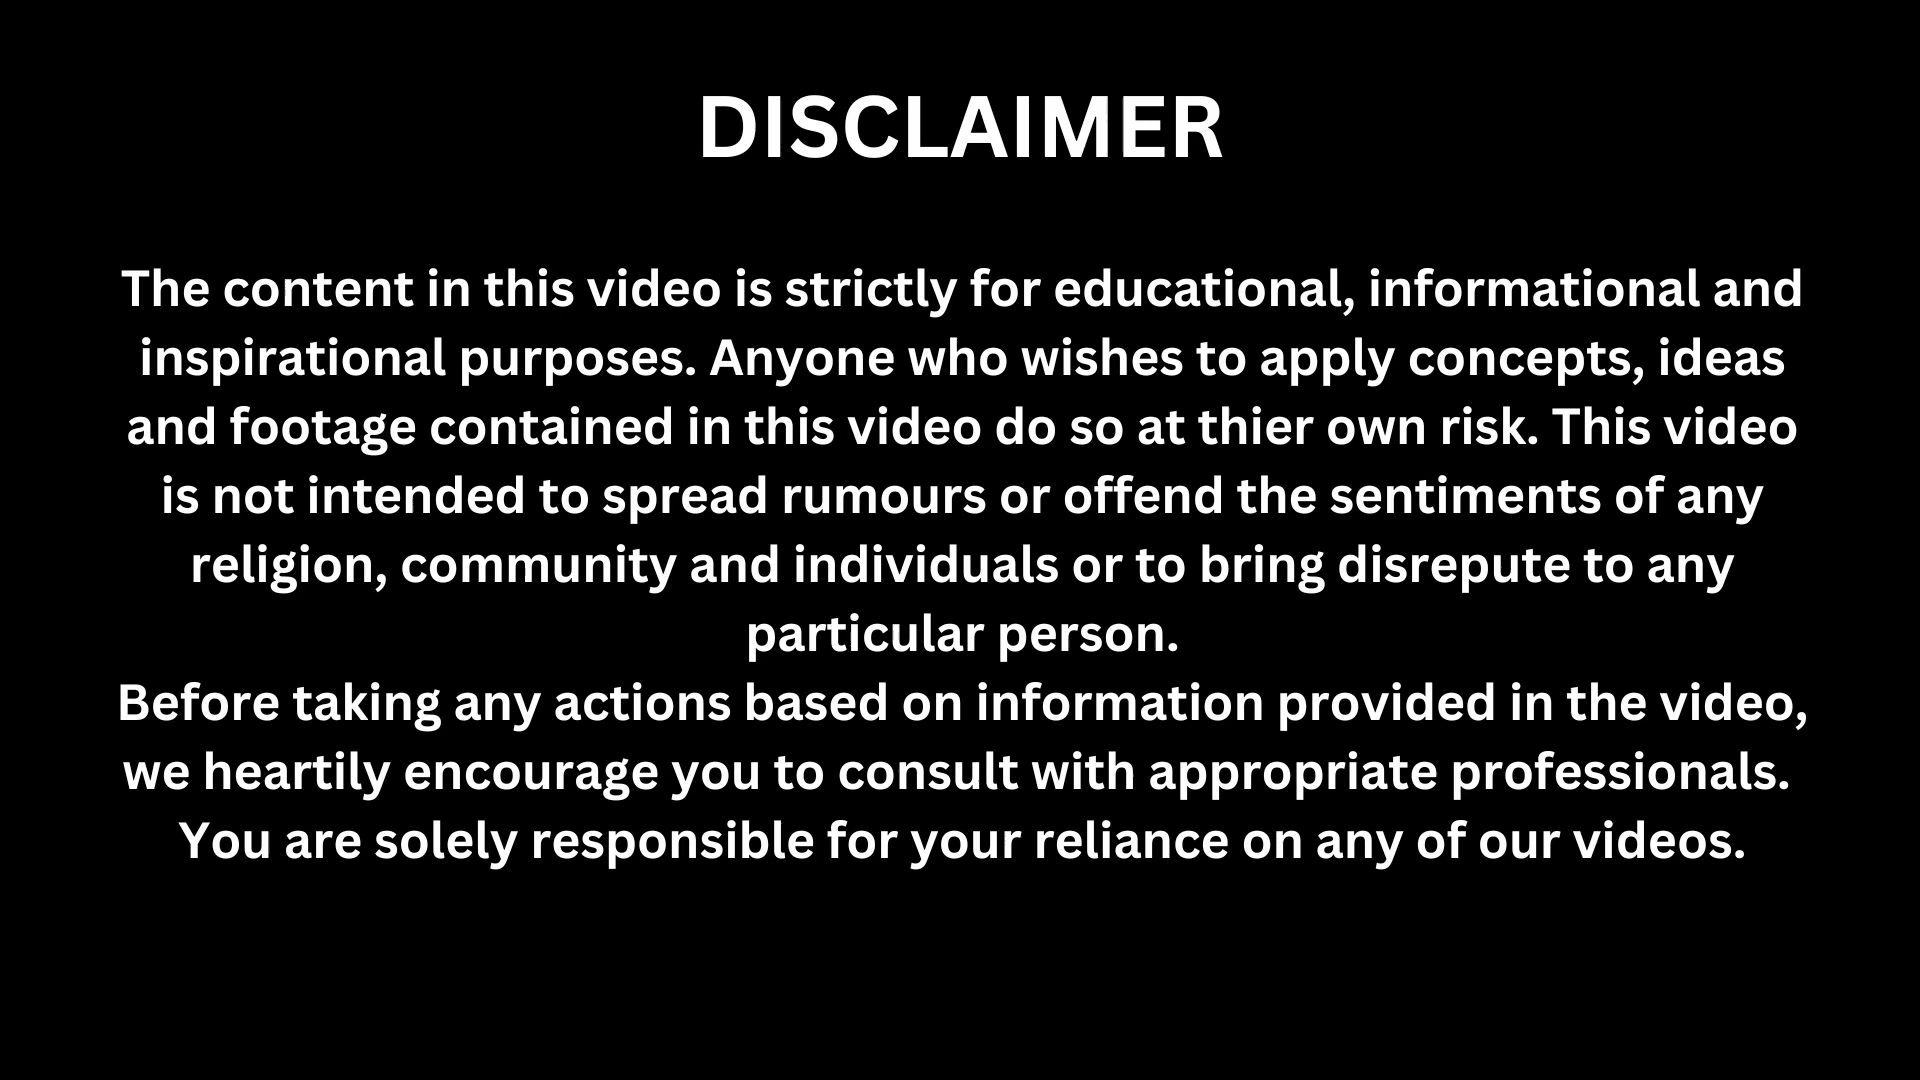 DISCLAIMER
The content in this video is strictly for educational, informational and
inspirational purposes. Anyone who wishes to apply concepts, ideas
and footage contained in this video do so at thier own risk. This video
is not intended to spread rumours or offend the sentiments of any
religion, community and individuals or to bring disrepute to any
particular person.
Before taking any actions based on information provided in the video,
we heartily encourage you to consult with appropriate professionals.
You are solely responsible for your reliance on any of our videos.